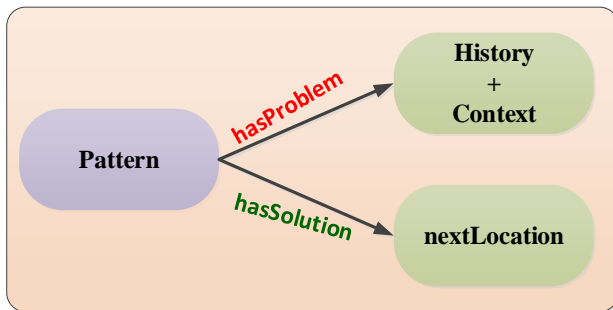 History
+
Context
hasProblem
Pattern
hasSolution
nextLocation